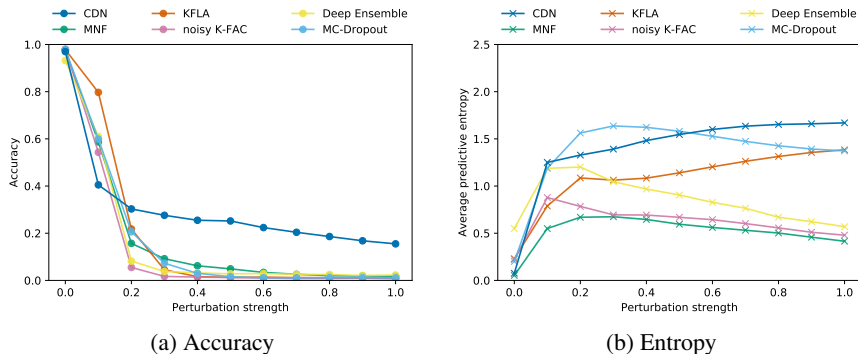 CDN KFLA Deep Ensemble
MNF noisy K-FAC MC-Dropout
1.0
0.8
0.6
0.4
0.2
0.0
Accuracy
0.0 0.2 0.4 0.6 0.8 1.0
Perturbation strength
(a) Accuracy
CDN KFLA Deep Ensemble
MNF noisy K-FAC MC-Dropout
2.5
2.0
1.5
1.0
0.5
0.0
Average predictive entropy
0.0 0.2 0.4 0.6 0.8 1.0
Perturbation strength
(b) Entropy